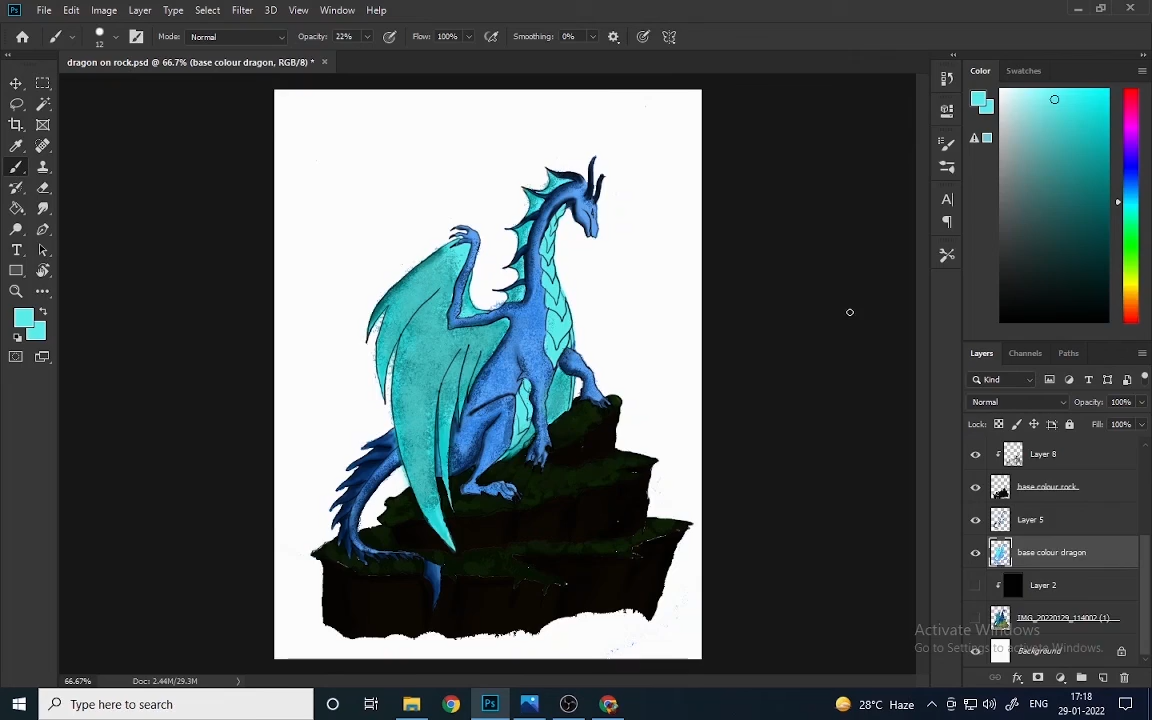 Ps File Edit Image Layer Type Select Filter 3D View Window Help
12 Mode: Normal Opacity: 22% Flow: 100% Smoothing: 0%
dragon on rock.psd @ 66.7% (base colour dragon, RGB/8) *
Color Swatches
Layers Channels Paths
Kind
Normal Opacity: 100%
Lock: Fill: 100%
Layer 8
base colour rock
Layer 5
base colour dragon
Layer 2
IMG_20220129_114002 (1)
Activate Windows
Go to Settings to activate Windows.
Background
66.67% Doc: 2.44M/29.3M
Type here to search
28°C Haze ENG 17:18
29-01-2022